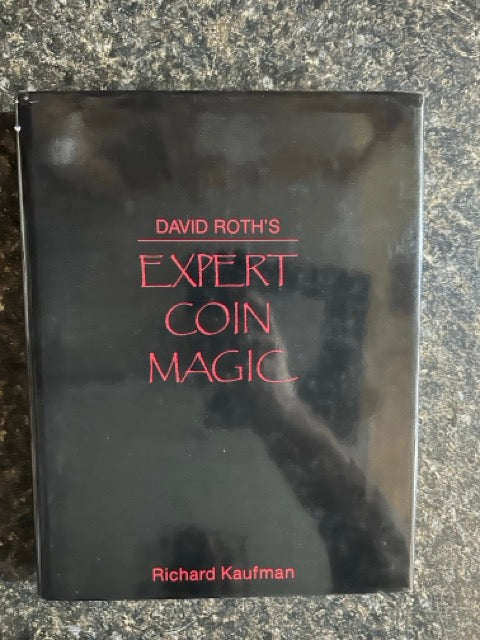 DAVID ROTH'S
EXPERT
COIN
MAGIC
Richard Kaufman